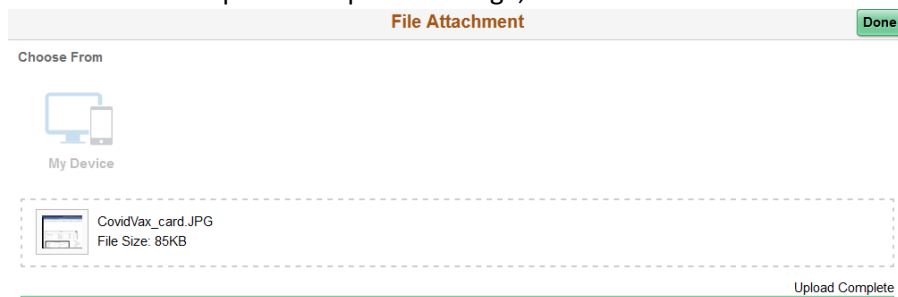 File Attachment
Done
Choose From
My Device
CovidVax_card.JPG
File Size: 85KB
Upload Complete